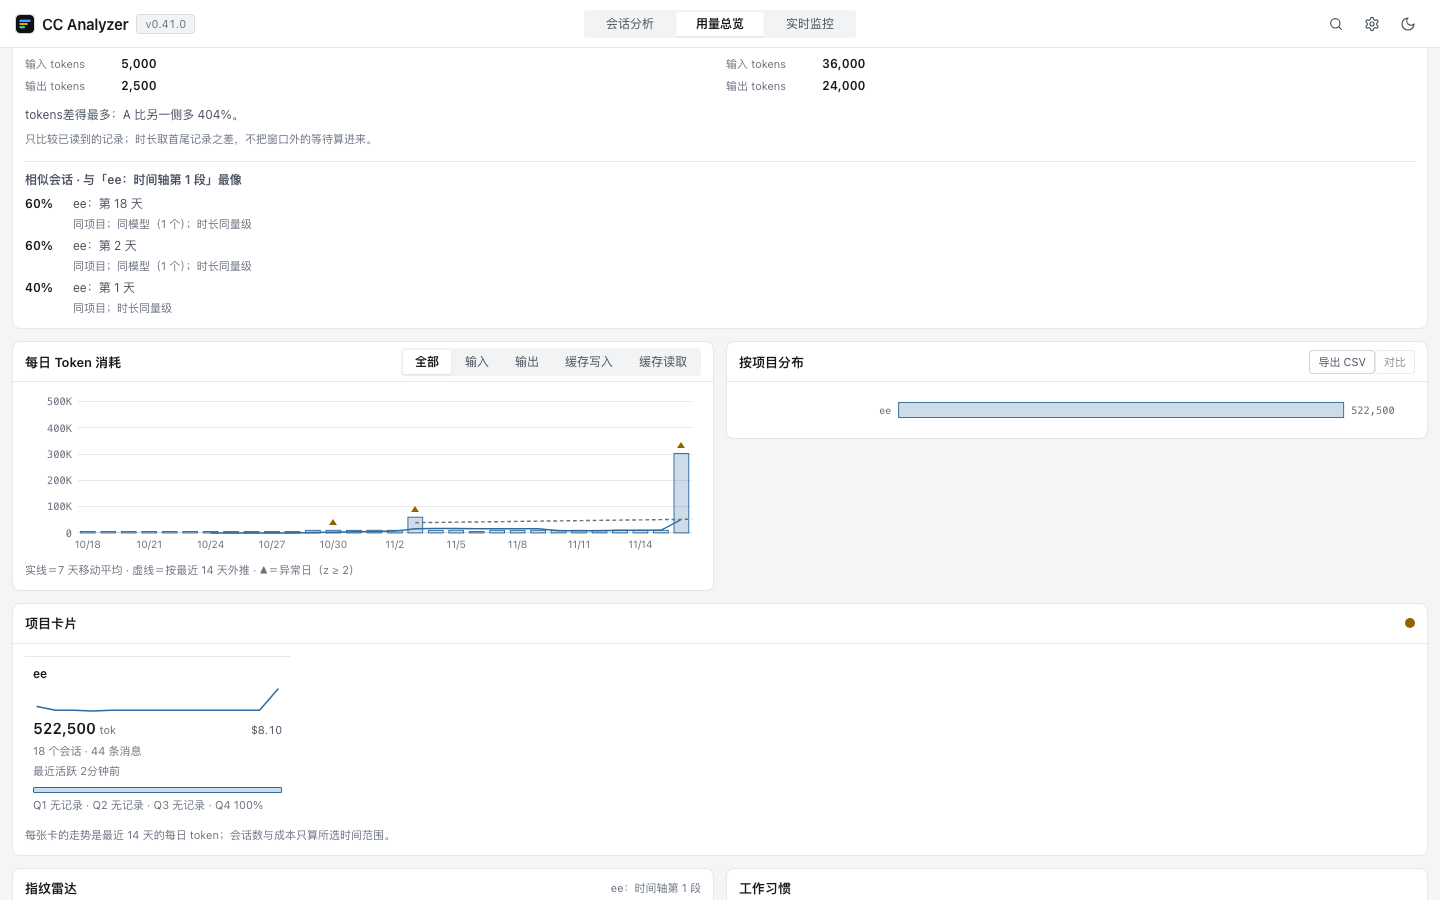 CC Analyzer v0.41.0 会话分析 用量总览 实时监控
输入 tokens 5,000 输入 tokens 36,000
输出 tokens 2,500 输出 tokens 24,000
tokens差得最多：A 比另一侧多 404%。
只比较已读到的记录；时长取首尾记录之差，不把窗口外的等待算进来。
相似会话 · 与「ee：时间轴第 1 段」最像
60% ee：第 18 天
同项目；同模型（1 个）；时长同量级
60% ee：第 2 天
同项目；同模型（1 个）；时长同量级
40% ee：第 1 天
同项目；时长同量级
每日 Token 消耗 全部 输入 输出 缓存写入 缓存读取
500K
400K
300K
200K
100K
0
10/18 10/21 10/24 10/27 10/30 11/2 11/5 11/8 11/11 11/14
实线＝7 天移动平均 · 虚线＝按最近 14 天外推 · ▲＝异常日（z ≥ 2）
按项目分布 导出 CSV 对比
ee 522,500
项目卡片
ee
522,500 tok $8.10
18 个会话 · 44 条消息
最近活跃 2分钟前
Q1 无记录 · Q2 无记录 · Q3 无记录 · Q4 100%
每张卡的走势是最近 14 天的每日 token；会话数与成本只算所选时间范围。
指纹雷达 ee：时间轴第 1 段
工作习惯